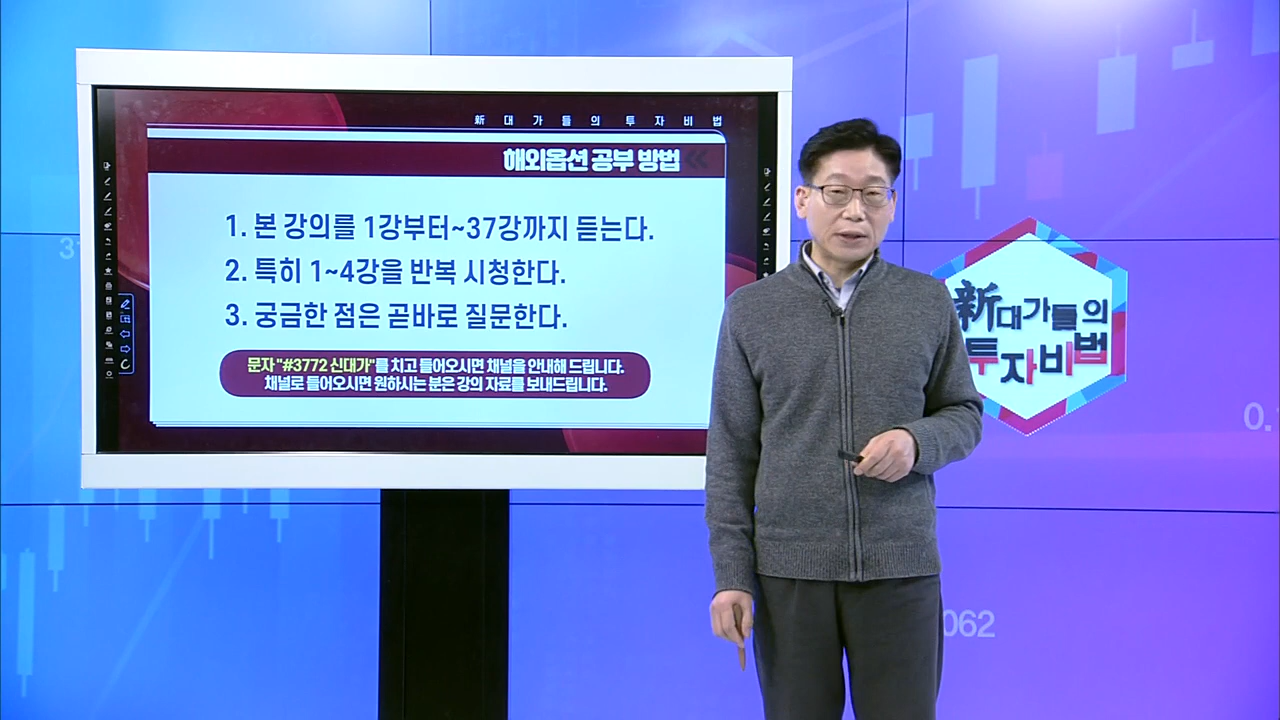 新대가들의투자비법
해외옵션 공부 방법
1. 본 강의를 1강부터~37강까지 듣는다.
2. 특히 1~4강을 반복 시청한다.
3. 궁금한 점은 곧바로 질문한다.
문자 "#3772 신대가"를 치고 들어오시면 채널을 안내해 드립니다.
채널로 들어오시면 원하시는 분은 강의 자료를 보내드립니다.
新대가들의
투자비법
31
0.
062